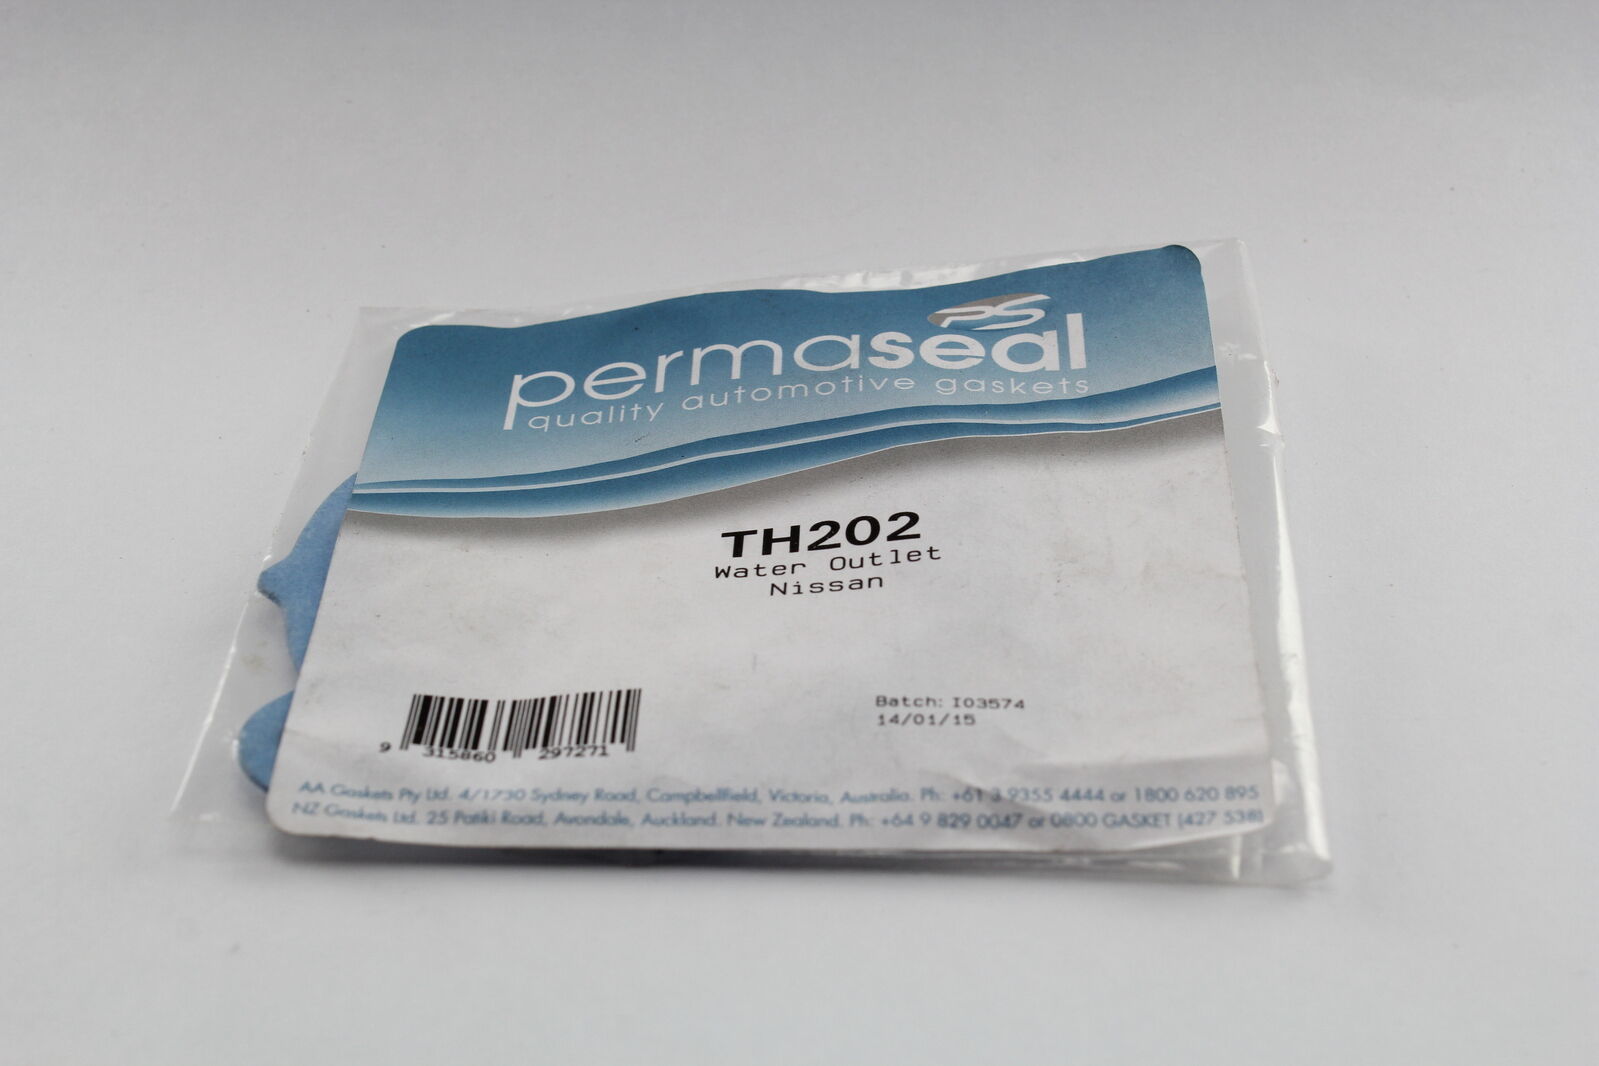 PS
permaseal
quality automotive gaskets
TH202
Water Outlet
Nissan
Batch: I03574
14/01/15
9 315860 297271
AA Gaskets Pty Ltd. 4/1730 Sydney Road, Campbellfield, Victoria, Australia. Ph: +61 3 9355 4444 or 1800 620 895
NZ Gaskets Ltd. 25 Patiki Road, Avondale, Auckland. New Zealand. Ph: +64 9 829 0047 or 0800 GASKET (427 538)